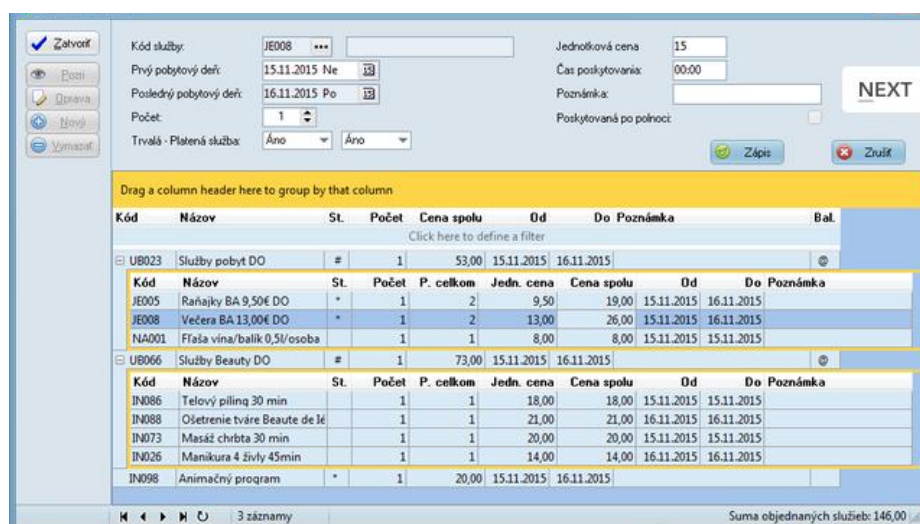 Zatvoriť
Pozri
Oprava
Nový
Vymazať
Kód služby: JE008 ••• Jednotková cena 15
Prvý pobytový deň: 15.11.2015 Ne 15 Čas poskytovania: 00:00
Posledný pobytový deň: 16.11.2015 Po 15 Poznámka:
Počet: 1 Poskytovaná po polnoci:
Trvalá - Platená služba: Áno Áno
NEXT
Zápis Zrušiť
Drag a column header here to group by that column
Kód Názov St. Počet Cena spolu Od Do Poznámka Bal.
Click here to define a filter
UB023 Služby pobyt DO # 1 53,00 15.11.2015 16.11.2015 @
Kód Názov St. Počet P. celkom Jedn. cena Cena spolu Od Do Poznámka
JE005 Raňajky BA 9,50€ DO * 1 2 9,50 19,00 15.11.2015 16.11.2015
JE008 Večera BA 13,00€ DO * 1 2 13,00 26,00 15.11.2015 16.11.2015
NA001 Fľaša vína/balík 0,5l/osoba 1 1 8,00 8,00 15.11.2015 15.11.2015
UB066 Služby Beauty DO # 1 73,00 15.11.2015 16.11.2015 @
Kód Názov St. Počet P. celkom Jedn. cena Cena spolu Od Do Poznámka
IN086 Telový píling 30 min 1 1 18,00 18,00 15.11.2015 15.11.2015
IN088 Ošetrenie tváre Beaute de lé 1 1 21,00 21,00 16.11.2015 16.11.2015
IN073 Masáž chrbta 30 min 1 1 20,00 20,00 15.11.2015 15.11.2015
IN026 Manikura 4 živly 45min 1 1 14,00 14,00 16.11.2015 16.11.2015
IN098 Animačný program * 1 20,00 15.11.2015 16.11.2015
3 záznamy Suma objednaných služieb: 146,00